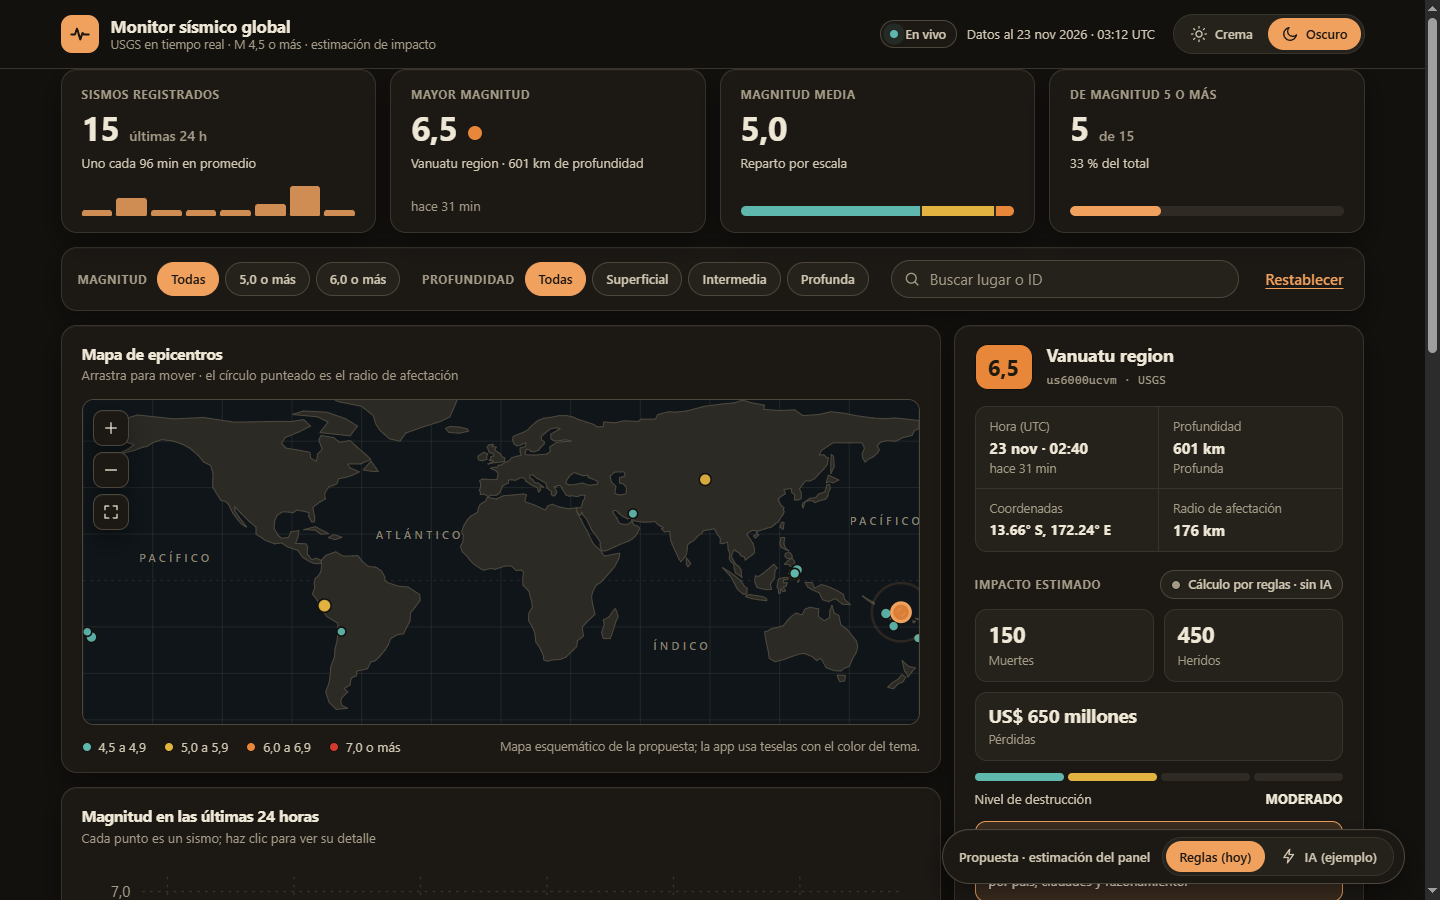 Monitor sísmico global
USGS en tiempo real · M 4,5 o más · estimación de impacto
En vivo
Datos al 23 nov 2026 · 03:12 UTC
Crema
Oscuro
SISMOS REGISTRADOS
15 últimas 24 h
Uno cada 96 min en promedio
MAYOR MAGNITUD
6,5
Vanuatu region · 601 km de profundidad
hace 31 min
MAGNITUD MEDIA
5,0
Reparto por escala
DE MAGNITUD 5 O MÁS
5 de 15
33 % del total
MAGNITUD Todas 5,0 o más 6,0 o más PROFUNDIDAD Todas Superficial Intermedia Profunda Buscar lugar o ID Restablecer
Mapa de epicentros
Arrastra para mover · el círculo punteado es el radio de afectación
PACÍFICO
ATLÁNTICO
ÍNDICO
PACÍFICO
4,5 a 4,9 5,0 a 5,9 6,0 a 6,9 7,0 o más
Mapa esquemático de la propuesta; la app usa teselas con el color del tema.
Magnitud en las últimas 24 horas
Cada punto es un sismo; haz clic para ver su detalle
7,0
6,5
Vanuatu region
us6000ucvm · USGS
Hora (UTC)
23 nov · 02:40
hace 31 min
Profundidad
601 km
Profunda
Coordenadas
13.66° S, 172.24° E
Radio de afectación
176 km
IMPACTO ESTIMADO
Cálculo por reglas · sin IA
150
Muertes
450
Heridos
US$ 650 millones
Pérdidas
Nivel de destrucción
MODERADO
Propuesta · estimación del panel
Reglas (hoy)
IA (ejemplo)